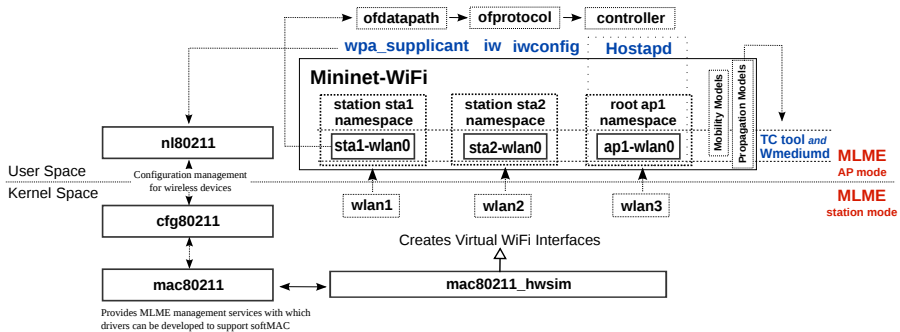 ofdatapath
ofprotocol
controller
wpa_supplicant iw iwconfig
Hostapd
Mininet-WiFi
station sta1
namespace
sta1-wlan0
station sta2
namespace
sta2-wlan0
root ap1
namespace
ap1-wlan0
Mobility Models
Propagation Models
TC tool and
Wmediumd
MLME
AP mode
MLME
station mode
nl80211
User Space
Kernel Space
Configuration management
for wireless devices
wlan1
wlan2
wlan3
cfg80211
Creates Virtual WiFi Interfaces
mac80211
mac80211_hwsim
Provides MLME management services with which
drivers can be developed to support softMAC